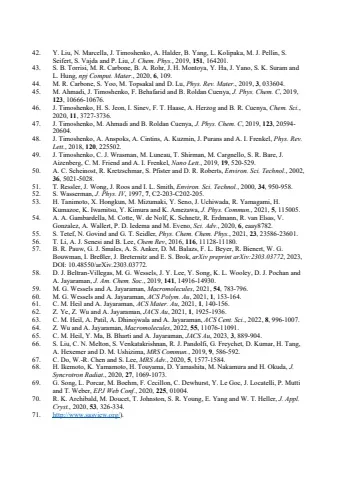 42. Y. Liu, N. Marcella, J. Timoshenko, A. Halder, B. Yang, L. Kolipaka, M. J. Pellin, S.
Seifert, S. Vajda and P. Liu, J. Chem. Phys., 2019, 151, 164201.
43. S. B. Torrisi, M. R. Carbone, B. A. Rohr, J. H. Montoya, Y. Ha, J. Yano, S. K. Suram and
L. Hung, npj Comput. Mater., 2020, 6, 109.
44. M. R. Carbone, S. Yoo, M. Topsakal and D. Lu, Phys. Rev. Mater., 2019, 3, 033604.
45. M. Ahmadi, J. Timoshenko, F. Behafarid and B. Roldan Cuenya, J. Phys. Chem. C, 2019,
123, 10666-10676.
46. J. Timoshenko, H. S. Jeon, I. Sinev, F. T. Haase, A. Herzog and B. R. Cuenya, Chem. Sci.,
2020, 11, 3727-3736.
47. J. Timoshenko, M. Ahmadi and B. Roldan Cuenya, J. Phys. Chem. C, 2019, 123, 20594-
20604.
48. J. Timoshenko, A. Anspoks, A. Cintins, A. Kuzmin, J. Purans and A. I. Frenkel, Phys. Rev.
Lett., 2018, 120, 225502.
49. J. Timoshenko, C. J. Wrasman, M. Luneau, T. Shirman, M. Cargnello, S. R. Bare, J.
Aizenberg, C. M. Friend and A. I. Frenkel, Nano Lett., 2019, 19, 520-529.
50. A. C. Scheinost, R. Kretzschmar, S. Pfister and D. R. Roberts, Environ. Sci. Technol., 2002,
36, 5021-5028.
51. T. Ressler, J. Wong, J. Roos and I. L. Smith, Environ. Sci. Technol., 2000, 34, 950-958.
52. S. Wasserman, J. Phys. IV, 1997, 7, C2-203-C202-205.
53. H. Tanimoto, X. Hongkun, M. Mizumaki, Y. Seno, J. Uchiwada, R. Yamagami, H.
Kumazoe, K. Iwamitsu, Y. Kimura and K. Amezawa, J. Phys. Commun., 2021, 5, 115005.
54. A. A. Guilherme, M. Cotte, W. de Nolf, K. Schnetz, R. Erdmann, R. van Elsas, V.
Gonzalez, A. Wallert, P. D. Iedema and M. Eveno, Sci. Adv., 2020, 6, eaay8782.
55. S. Tetef, N. Govind and G. T. Seidler, Phys. Chem. Chem. Phys., 2021, 23, 23586-23601.
56. T. Li, A. J. Senesi and B. Lee, Chem Rev, 2016, 116, 11128-11180.
57. B. R. Pauw, G. J. Smales, A. S. Anker, D. M. Balazs, F. L. Beyer, R. Bienert, W. G.
Bouwman, I. Breßler, J. Breternitz and E. S. Brok, arXiv preprint arXiv:2303.03772, 2023,
DOI: 10.48550/arXiv.2303.03772.
58. D. J. Beltran-Villegas, M. G. Wessels, J. Y. Lee, Y. Song, K. L. Wooley, D. J. Pochan and
A. Jayaraman, J. Am. Chem. Soc., 2019, 141, 14916-14930.
59. M. G. Wessels and A. Jayaraman, Macromolecules, 2021, 54, 783-796.
60. M. G. Wessels and A. Jayaraman, ACS Polym. Au, 2021, 1, 153-164.
61. C. M. Heil and A. Jayaraman, ACS Mater. Au, 2021, 1, 140-156.
62. Z. Ye, Z. Wu and A. Jayaraman, JACS Au, 2021, 1, 1925-1936.
63. C. M. Heil, A. Patil, A. Dhinojwala and A. Jayaraman, ACS Cent. Sci., 2022, 8, 996-1007.
64. Z. Wu and A. Jayaraman, Macromolecules, 2022, 55, 11076-11091.
65. C. M. Heil, Y. Ma, B. Bharti and A. Jayaraman, JACS Au, 2023, 3, 889-904.
66. S. Liu, C. N. Melton, S. Venkatakrishnan, R. J. Pandolfi, G. Freychet, D. Kumar, H. Tang,
A. Hexemer and D. M. Ushizima, MRS Commun., 2019, 9, 586-592.
67. C. Do, W.-R. Chen and S. Lee, MRS Adv., 2020, 5, 1577-1584.
68. H. Ikemoto, K. Yamamoto, H. Touyama, D. Yamashita, M. Nakamura and H. Okuda, J.
Syncrotron Radiat., 2020, 27, 1069-1073.
69. G. Song, L. Porcar, M. Boehm, F. Cecillon, C. Dewhurst, Y. Le Goc, J. Locatelli, P. Mutti
and T. Weber, EPJ Web Conf., 2020, 225, 01004.
70. R. K. Archibald, M. Doucet, T. Johnston, S. R. Young, E. Yang and W. T. Heller, J. Appl.
Cryst., 2020, 53, 326-334.
71. http://www.sasview.org/).